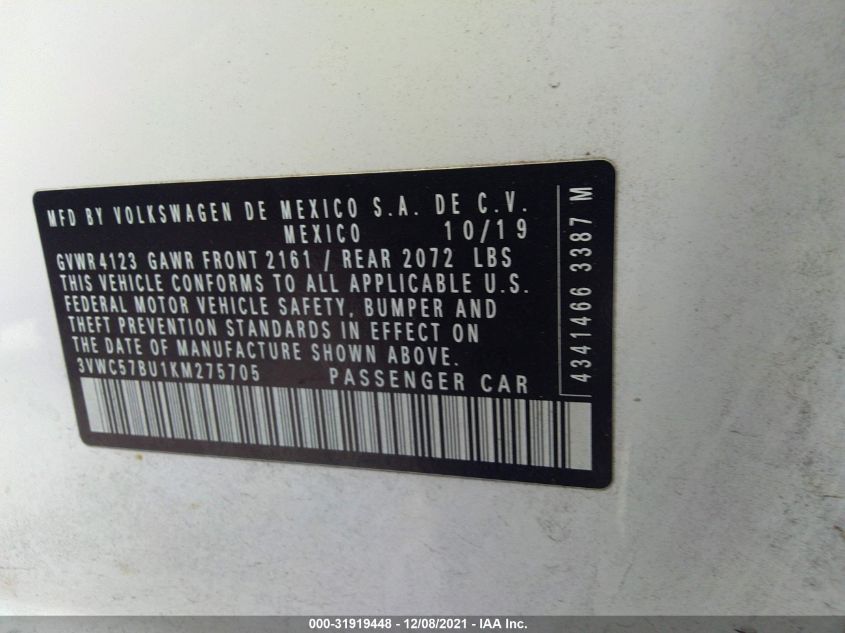 MFD BY VOLKSWAGEN DE MEXICO S.A. DE C.V.
MEXICO 10/19
GVWR 4123 GAWR FRONT 2161 / REAR 2072 LBS
THIS VEHICLE CONFORMS TO ALL APPLICABLE U.S.
FEDERAL MOTOR VEHICLE SAFETY, BUMPER AND
THEFT PREVENTION STANDARDS IN EFFECT ON
THE DATE OF MANUFACTURE SHOWN ABOVE.
3VWC57BU1KM275705 PASSENGER CAR
4341466 3387 M
000-31919448 - 12/08/2021 - IAA Inc.